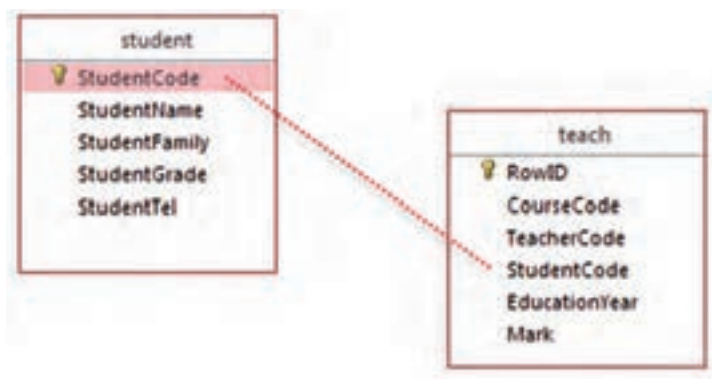 student
StudentCode
StudentName
StudentFamily
StudentGrade
StudentTel
teach
RowID
CourseCode
TeacherCode
StudentCode
EducationYear
Mark